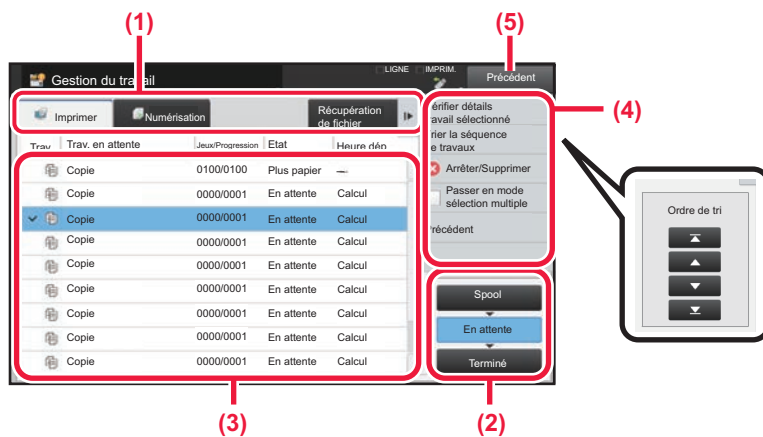 (1)
(5)
LIGNE IMPRIM.
Gestion du travail
Précédent
Imprimer
Numérisation
Récupération
de fichier
érifier détails
avail sélectionné
rier la séquence
e travaux
Arrêter/Supprimer
Passer en mode
sélection multiple
récédent
(4)
Trav Trav. en attente Jeux/Progression Etat Heure dép
Copie 0100/0100 Plus papier
Copie 0000/0001 En attente Calcul
Copie 0000/0001 En attente Calcul
Copie 0000/0001 En attente Calcul
Copie 0000/0001 En attente Calcul
Copie 0000/0001 En attente Calcul
Copie 0000/0001 En attente Calcul
Copie 0000/0001 En attente Calcul
Copie 0000/0001 En attente Calcul
Spool
En attente
Terminé
Ordre de tri
(3)
(2)